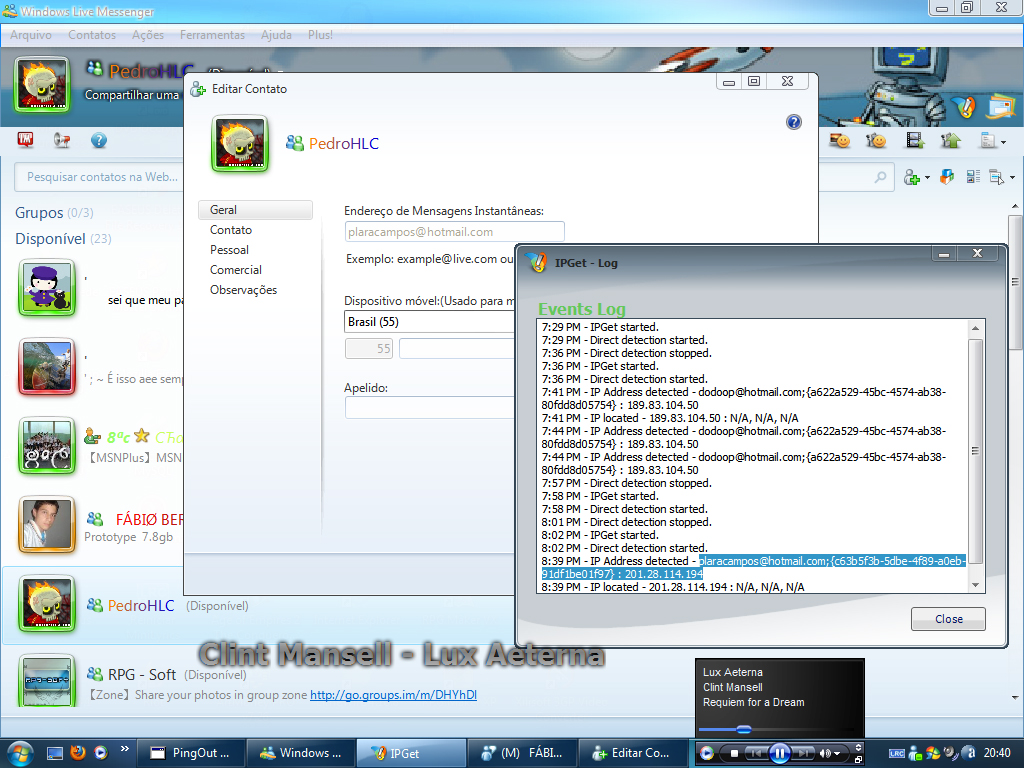 Windows Live Messenger
Arquivo Contatos Ações Ferramentas Ajuda Plus!
PedroHLC (Disponível)
Compartilhar uma
Pesquisar contatos na Web...
Grupos (0/3)
Disponível (23)
'
sei que meu pa
'
' ; ~ É isso aee semp
8ºc
【MSNPlus】MSN
FÁBIØ BER
Prototype 7.8gb
PedroHLC (Disponível)
RPG - Soft (Disponível)
【Zone】Share your photos in group zone http://go.groups.im/m/DHYhDl
Editar Contato
PedroHLC
Geral
Contato
Pessoal
Comercial
Observações
Endereço de Mensagens Instantâneas:
plaracampos@hotmail.com
Exemplo: example@live.com ou
Dispositivo móvel:(Usado para m
Brasil (55)
55
Apelido:
IPGet - Log
Events Log
7:29 PM - IPGet started.
7:29 PM - Direct detection started.
7:36 PM - Direct detection stopped.
7:36 PM - IPGet started.
7:36 PM - Direct detection started.
7:41 PM - IP Address detected - dodoop@hotmail.com;{a622a529-45bc-4574-ab38-
80fdd8d05754} : 189.83.104.50
7:41 PM - IP located - 189.83.104.50 : N/A, N/A, N/A
7:44 PM - IP Address detected - dodoop@hotmail.com;{a622a529-45bc-4574-ab38-
80fdd8d05754} : 189.83.104.50
7:44 PM - IP Address detected - dodoop@hotmail.com;{a622a529-45bc-4574-ab38-
80fdd8d05754} : 189.83.104.50
7:57 PM - Direct detection stopped.
7:58 PM - IPGet started.
7:58 PM - Direct detection started.
8:01 PM - Direct detection stopped.
8:02 PM - IPGet started.
8:02 PM - Direct detection started.
8:39 PM - IP Address detected - plaracampos@hotmail.com;{c63b5f3b-5dbe-4f89-a0eb-
91df1be01f97} : 201.28.114.194
8:39 PM - IP located - 201.28.114.194 : N/A, N/A, N/A
Close
Clint Mansell - Lux Aeterna
Lux Aeterna
Clint Mansell
Requiem for a Dream
PingOut ... Windows ... IPGet (M) FÁBI... Editar Co... LRC 20:40